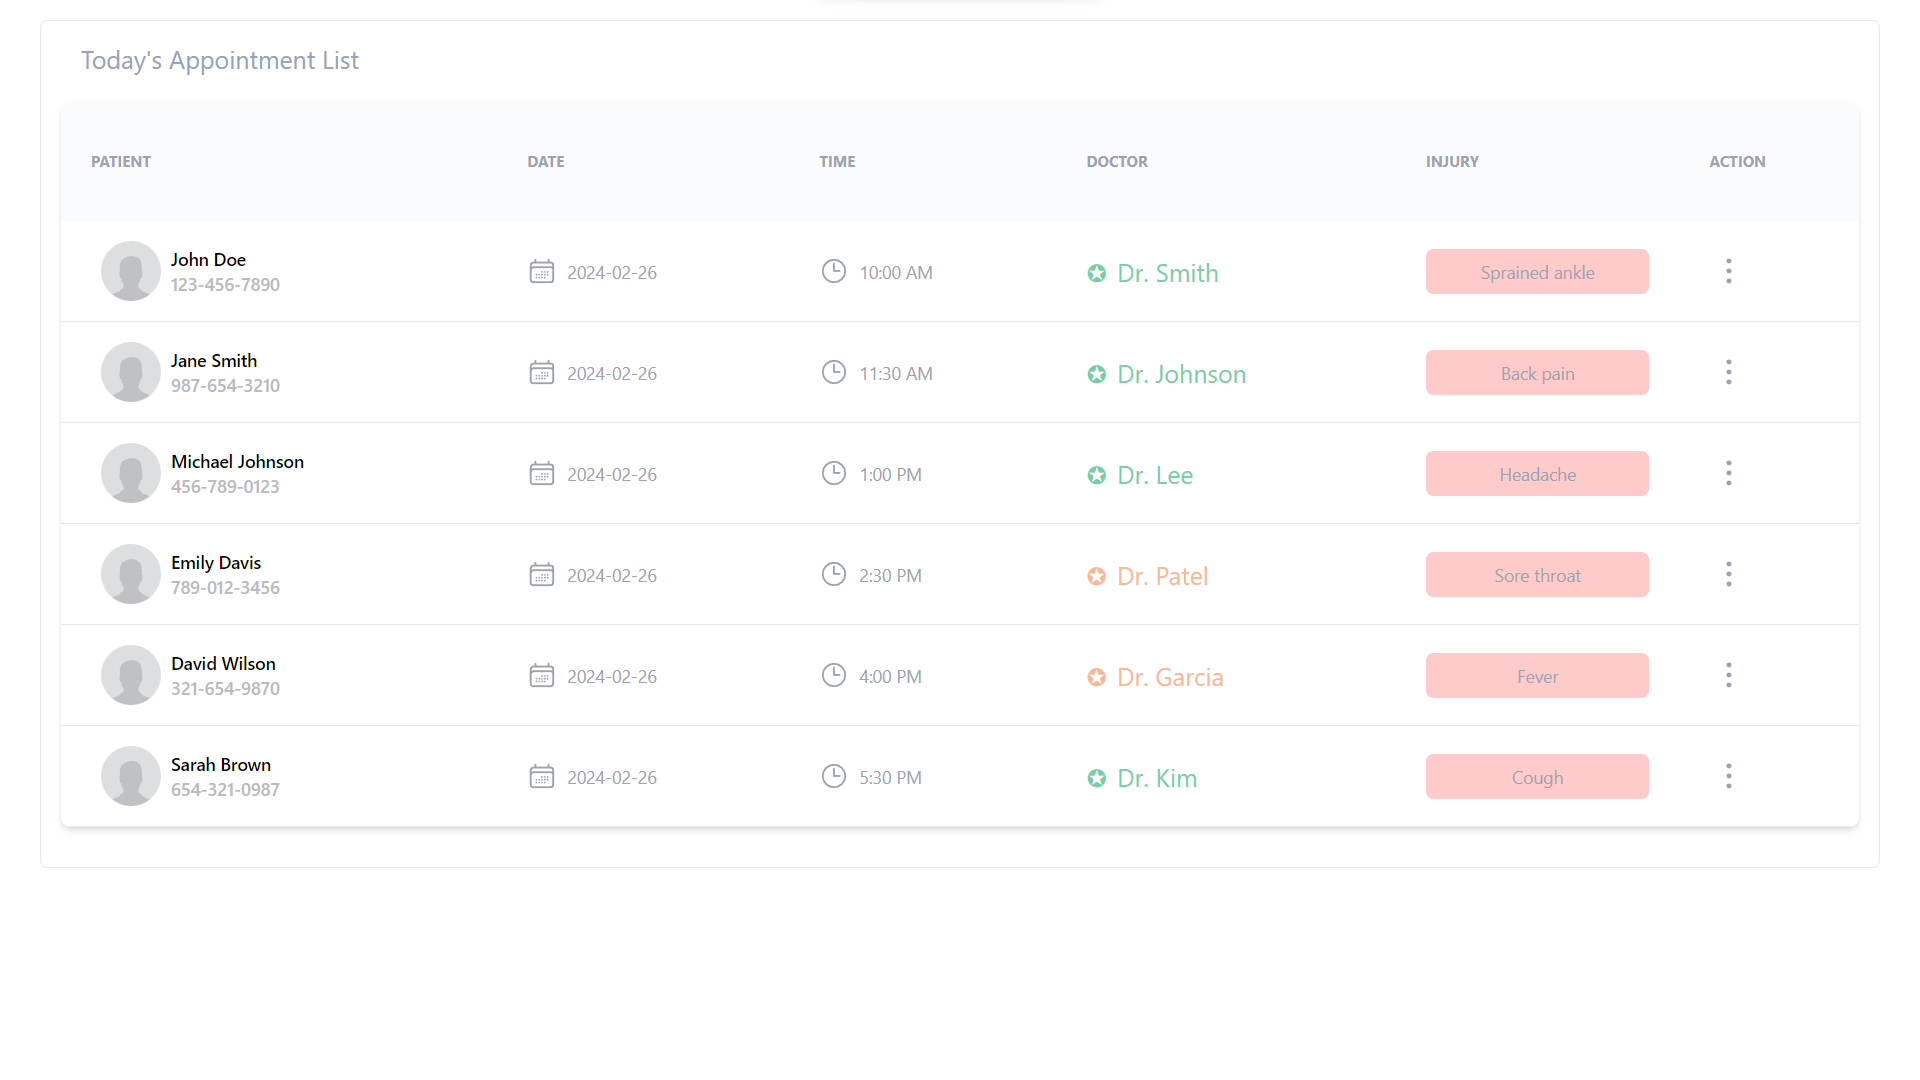 Today's Appointment List
PATIENT DATE TIME DOCTOR INJURY ACTION
John Doe
123-456-7890
2024-02-26 10:00 AM Dr. Smith Sprained ankle
Jane Smith
987-654-3210
2024-02-26 11:30 AM Dr. Johnson Back pain
Michael Johnson
456-789-0123
2024-02-26 1:00 PM Dr. Lee Headache
Emily Davis
789-012-3456
2024-02-26 2:30 PM Dr. Patel Sore throat
David Wilson
321-654-9870
2024-02-26 4:00 PM Dr. Garcia Fever
Sarah Brown
654-321-0987
2024-02-26 5:30 PM Dr. Kim Cough